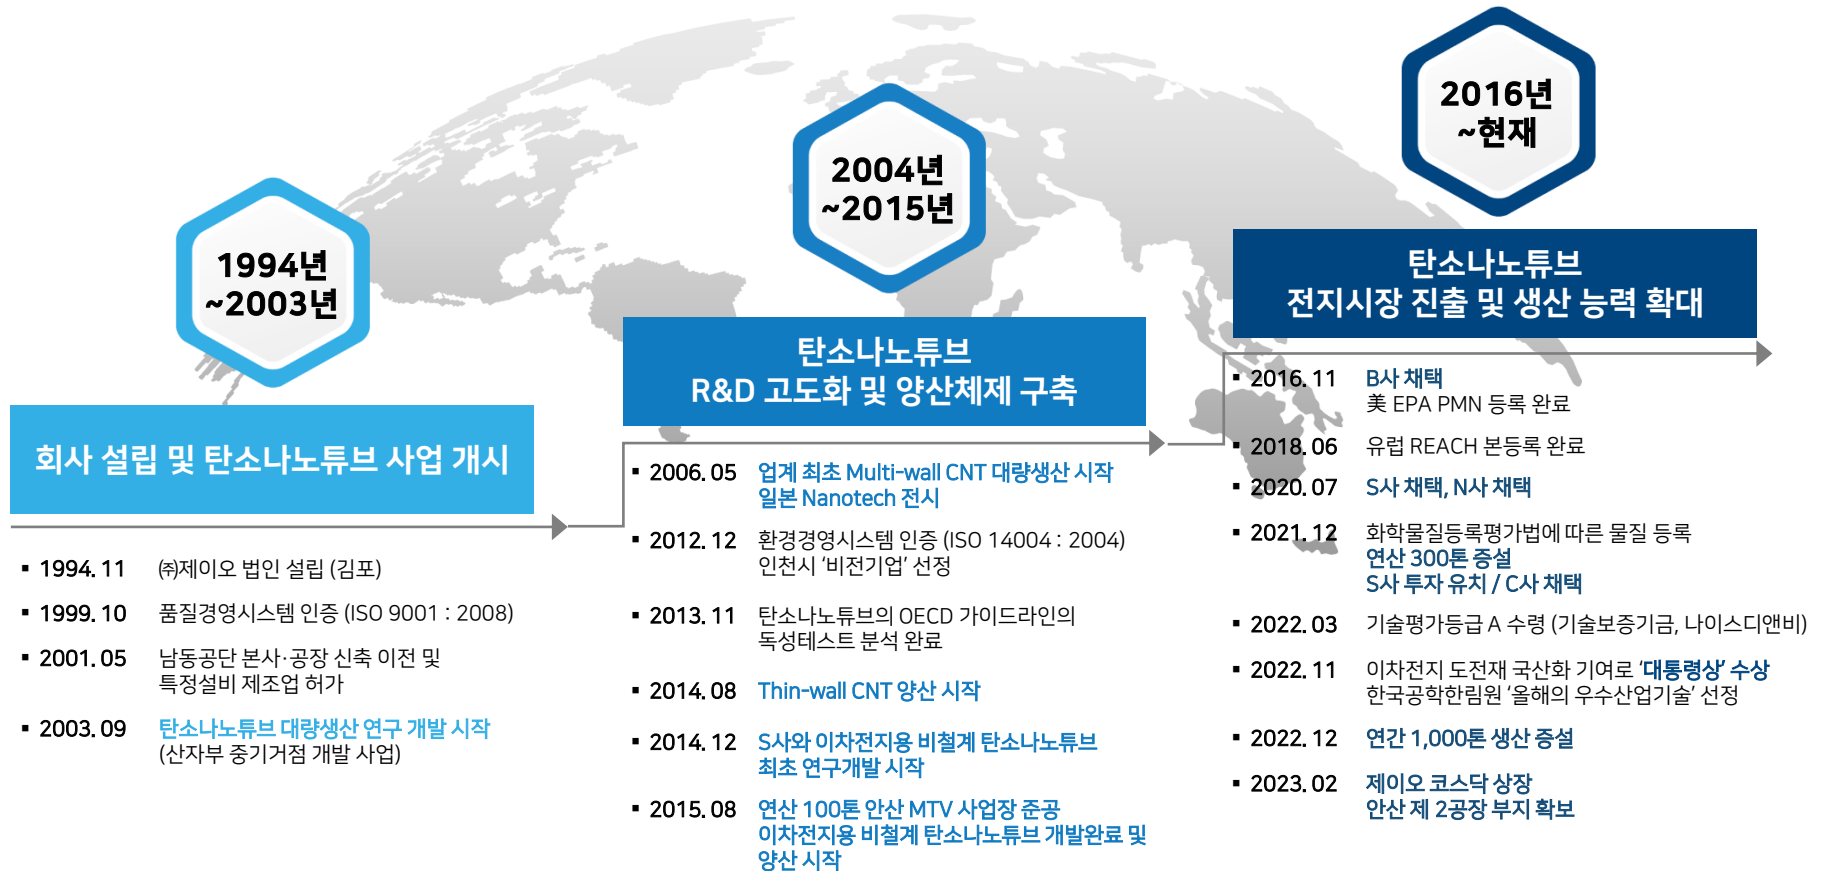 1994년
~2003년
회사 설립 및 탄소나노튜브 사업 개시
1994. 11 ㈜제이오 법인 설립 (김포)
1999. 10 품질경영시스템 인증 (ISO 9001 : 2008)
2001. 05 남동공단 본사·공장 신축 이전 및
특정설비 제조업 허가
2003. 09 탄소나노튜브 대량생산 연구 개발 시작
(산자부 중기거점 개발 사업)
2004년
~2015년
탄소나노튜브
R&D 고도화 및 양산체제 구축
2006. 05 업계 최초 Multi-wall CNT 대량생산 시작
일본 Nanotech 전시
2012. 12 환경경영시스템 인증 (ISO 14004 : 2004)
인천시 ‘비전기업’ 선정
2013. 11 탄소나노튜브의 OECD 가이드라인의
독성테스트 분석 완료
2014. 08 Thin-wall CNT 양산 시작
2014. 12 S사와 이차전지용 비철계 탄소나노튜브
최초 연구개발 시작
2015. 08 연산 100톤 안산 MTV 사업장 준공
이차전지용 비철계 탄소나노튜브 개발완료 및
양산 시작
2016년
~현재
탄소나노튜브
전지시장 진출 및 생산 능력 확대
2016. 11 B사 채택
美 EPA PMN 등록 완료
2018. 06 유럽 REACH 본등록 완료
2020. 07 S사 채택, N사 채택
2021. 12 화학물질등록평가법에 따른 물질 등록
연산 300톤 증설
S사 투자 유치 / C사 채택
2022. 03 기술평가등급 A 수령 (기술보증기금, 나이스디앤비)
2022. 11 이차전지 도전재 국산화 기여로 ‘대통령상’ 수상
한국공학한림원 ‘올해의 우수산업기술’ 선정
2022. 12 연간 1,000톤 생산 증설
2023. 02 제이오 코스닥 상장
안산 제 2공장 부지 확보